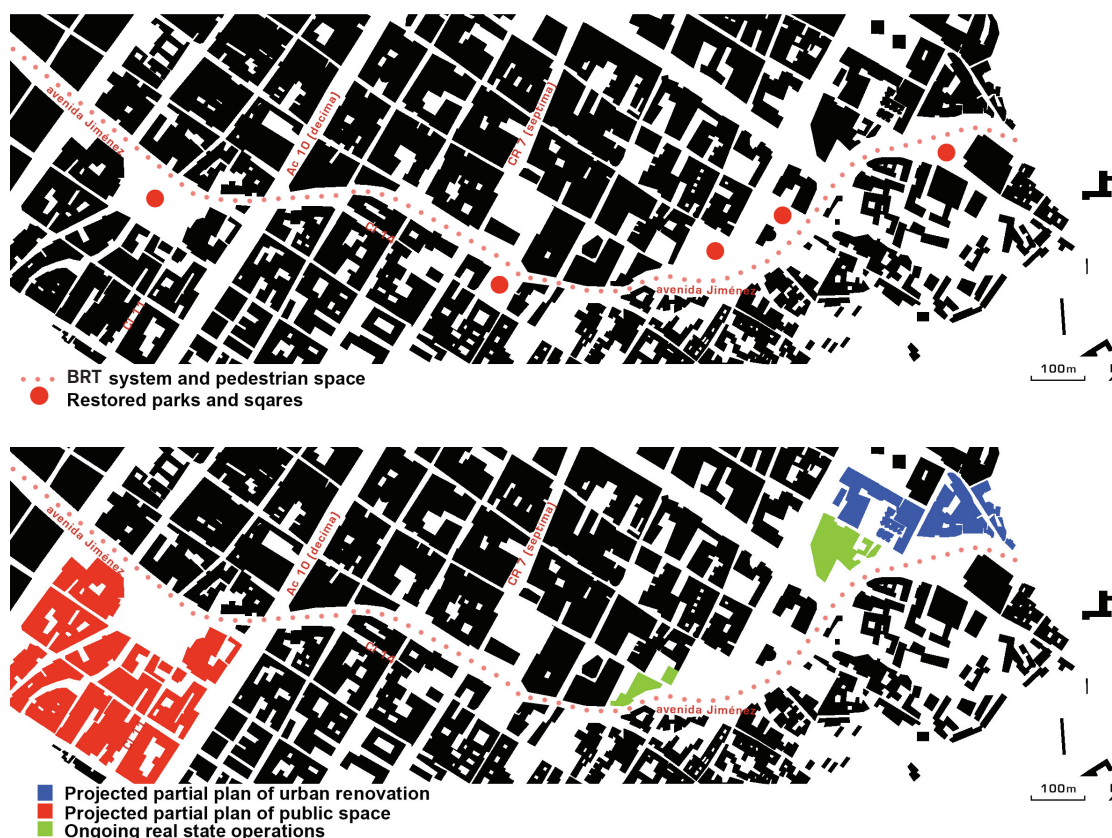 avenida Jiménez
Ac 10 (decima)
CR 7 (septima)
avenida Jiménez
100m
BRT system and pedestrian space
Restored parks and sqares
avenida Jiménez
Ac 10 (decima)
CR 7 (septima)
avenida Jiménez
100m
Projected partial plan of urban renovation
Projected partial plan of public space
Ongoing real state operations